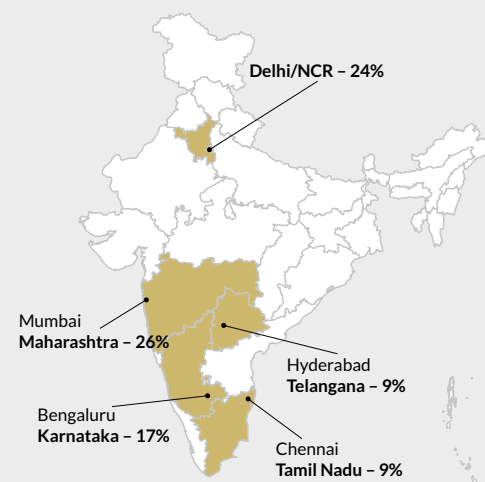 Delhi/NCR – 24%
Mumbai
Maharashtra – 26%
Hyderabad
Telangana – 9%
Bengaluru
Karnataka – 17%
Chennai
Tamil Nadu – 9%